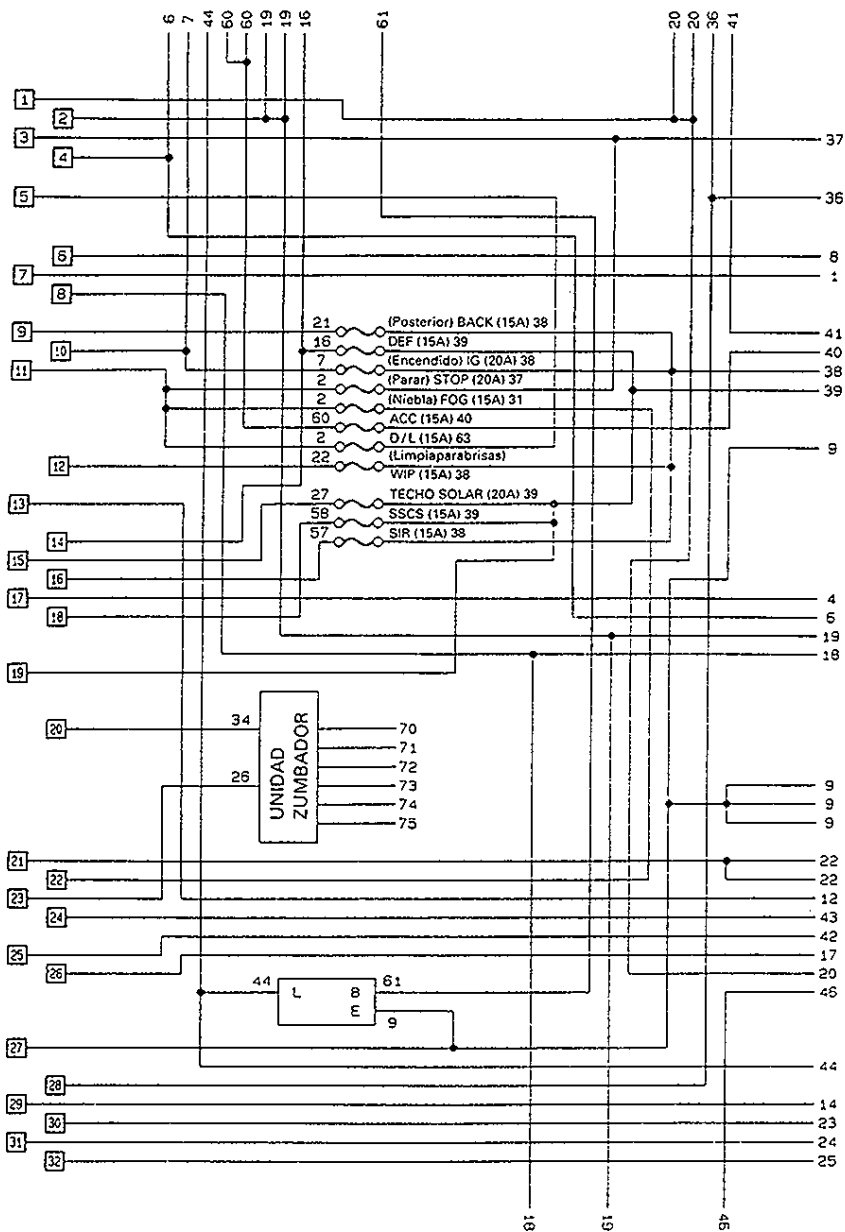 6 7 44 60 60 19 19 16 61 20 20 36 41
1
2
3 37
4
5 36
6 8
7 1
8
9 21 (Posterior) BACK (15A) 38 41
10 16 DEF (15A) 39 40
11 7 (Encendido) IG (20A) 38 38
2 (Parar) STOP (20A) 37 39
2 (Niebla) FOG (15A) 31
60 ACC (15A) 40
2 D/L (15A) 63 9
12 22 (Limpiaparabrisas)
WIP (15A) 38
13 27 TECHO SOLAR (20A) 39
58 SSCS (15A) 39
14 57 SIR (15A) 38
15
16
17 4
18 6
19
18
19
20 34 UNIDAD ZUMBADOR 70
71
72
26 73 9
74 9
75 9
21 22
22 22
23 12
24 43
25 42
26 17
44 L B 61 20
E 9 46
27
44
28
29 14
30 23
31 24
32 25
18 19 46